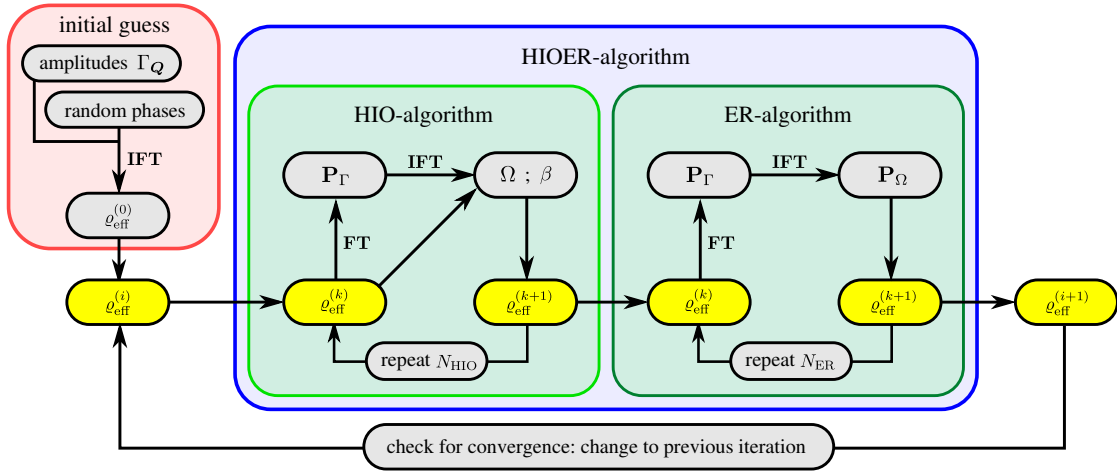 initial guess
amplitudes Γ_Q
random phases
IFT
ϱ_eff^(0)
ϱ_eff^(i)
HIOER-algorithm
HIO-algorithm
P_Γ
IFT
Ω ; β
FT
ϱ_eff^(k)
ϱ_eff^(k+1)
repeat N_HIO
ER-algorithm
P_Γ
IFT
P_Ω
FT
ϱ_eff^(k)
ϱ_eff^(k+1)
repeat N_ER
ϱ_eff^(i+1)
check for convergence: change to previous iteration